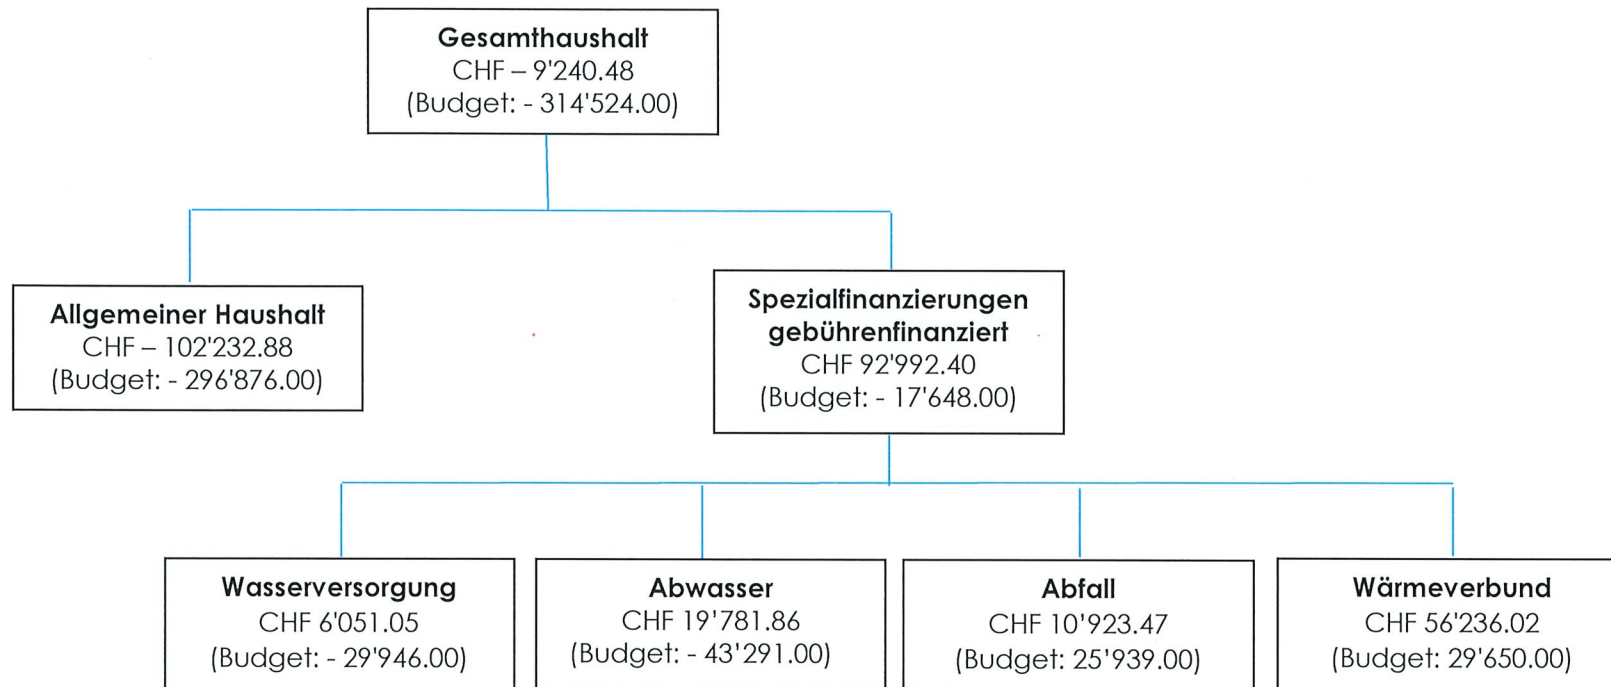 Gesamthaushalt
CHF – 9'240.48
(Budget: - 314'524.00)
Allgemeiner Haushalt
CHF – 102'232.88
(Budget: - 296'876.00)
Spezialfinanzierungen
gebührenfinanziert
CHF 92'992.40
(Budget: - 17'648.00)
Wasserversorgung
CHF 6'051.05
(Budget: - 29'946.00)
Abwasser
CHF 19'781.86
(Budget: - 43'291.00)
Abfall
CHF 10'923.47
(Budget: 25'939.00)
Wärmeverbund
CHF 56'236.02
(Budget: 29'650.00)